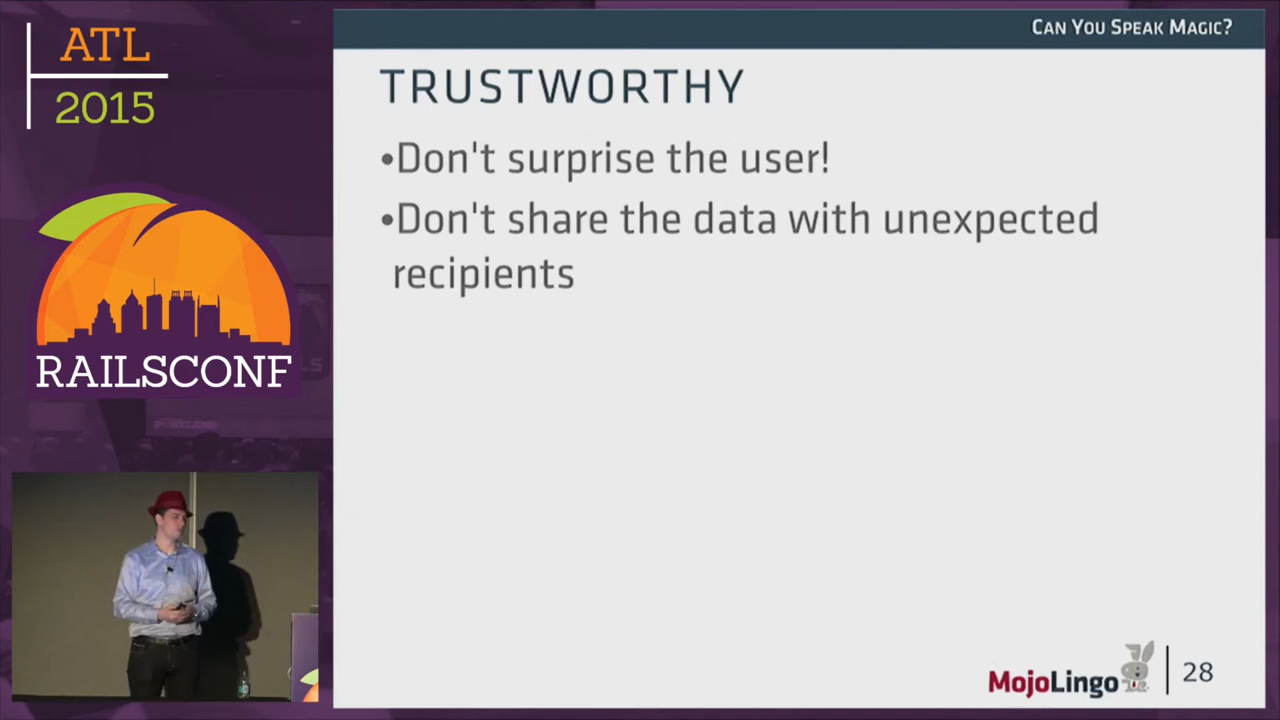 ATL
2015
RAILSCONF
CAN YOU SPEAK MAGIC?
TRUSTWORTHY
•Don't surprise the user!
•Don't share the data with unexpected
recipients
MojoLingo
28